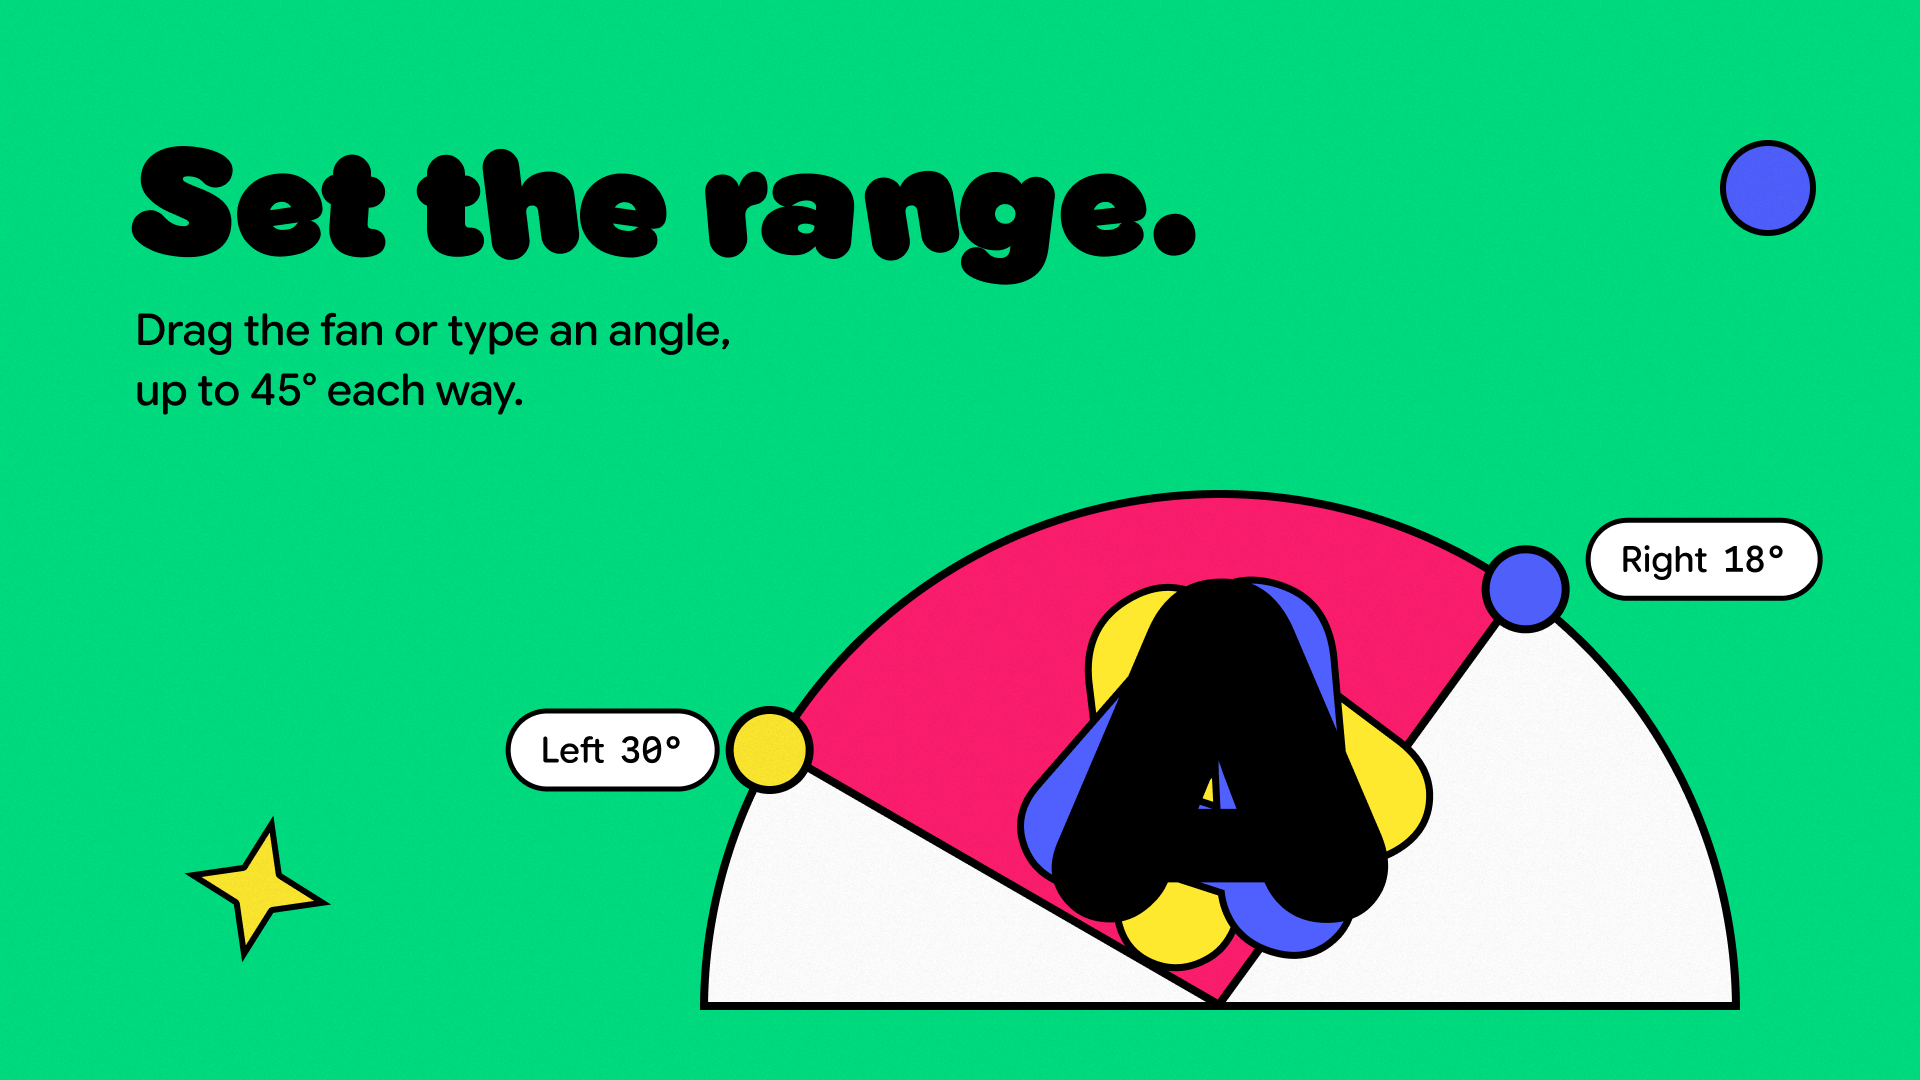 Set the range.
Drag the fan or type an angle,
up to 45° each way.
Right 18°
Left 30°
A